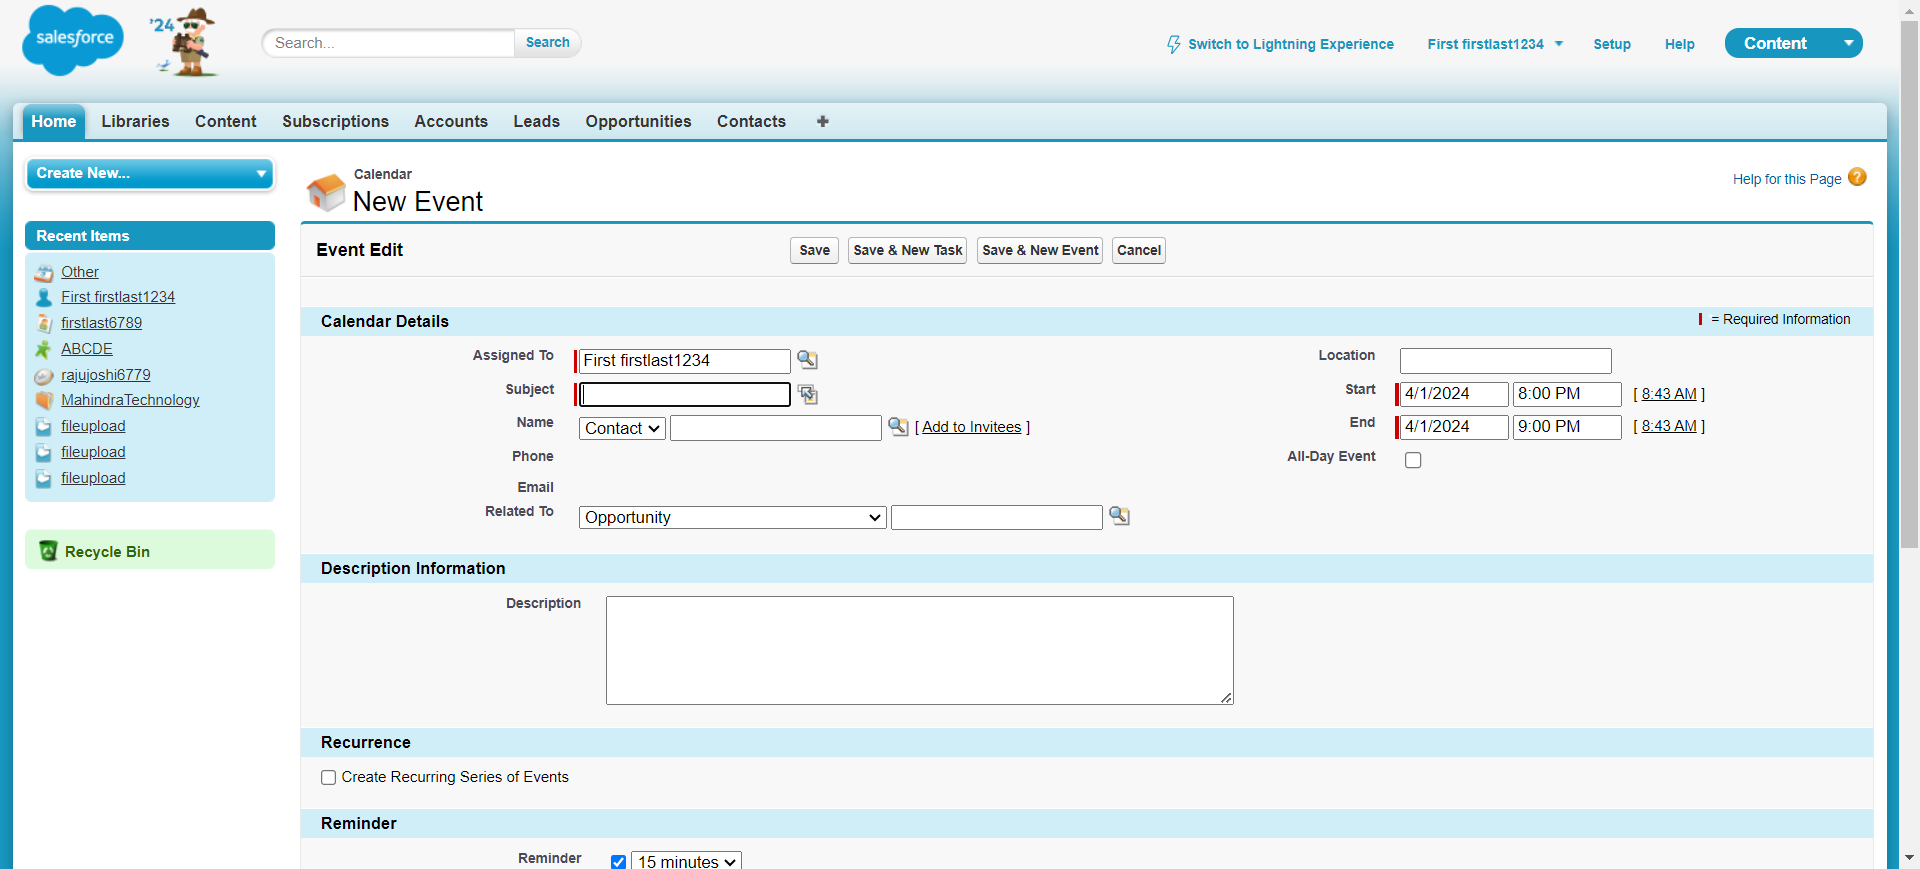 salesforce
'24
Search...
Search
Switch to Lightning Experience
First firstlast1234
Setup
Help
Content
Home
Libraries
Content
Subscriptions
Accounts
Leads
Opportunities
Contacts
Create New...
Recent Items
Other
First firstlast1234
firstlast6789
ABCDE
rajujoshi6779
MahindraTechnology
fileupload
fileupload
fileupload
Recycle Bin
Calendar
New Event
Help for this Page
Event Edit
Save
Save & New Task
Save & New Event
Cancel
Calendar Details
= Required Information
Assigned To First firstlast1234
Subject
Name Contact [ Add to Invitees ]
Phone
Email
Related To Opportunity
Location
Start 4/1/2024 8:00 PM [ 8:43 AM ]
End 4/1/2024 9:00 PM [ 8:43 AM ]
All-Day Event
Description Information
Description
Recurrence
Create Recurring Series of Events
Reminder
Reminder 15 minutes